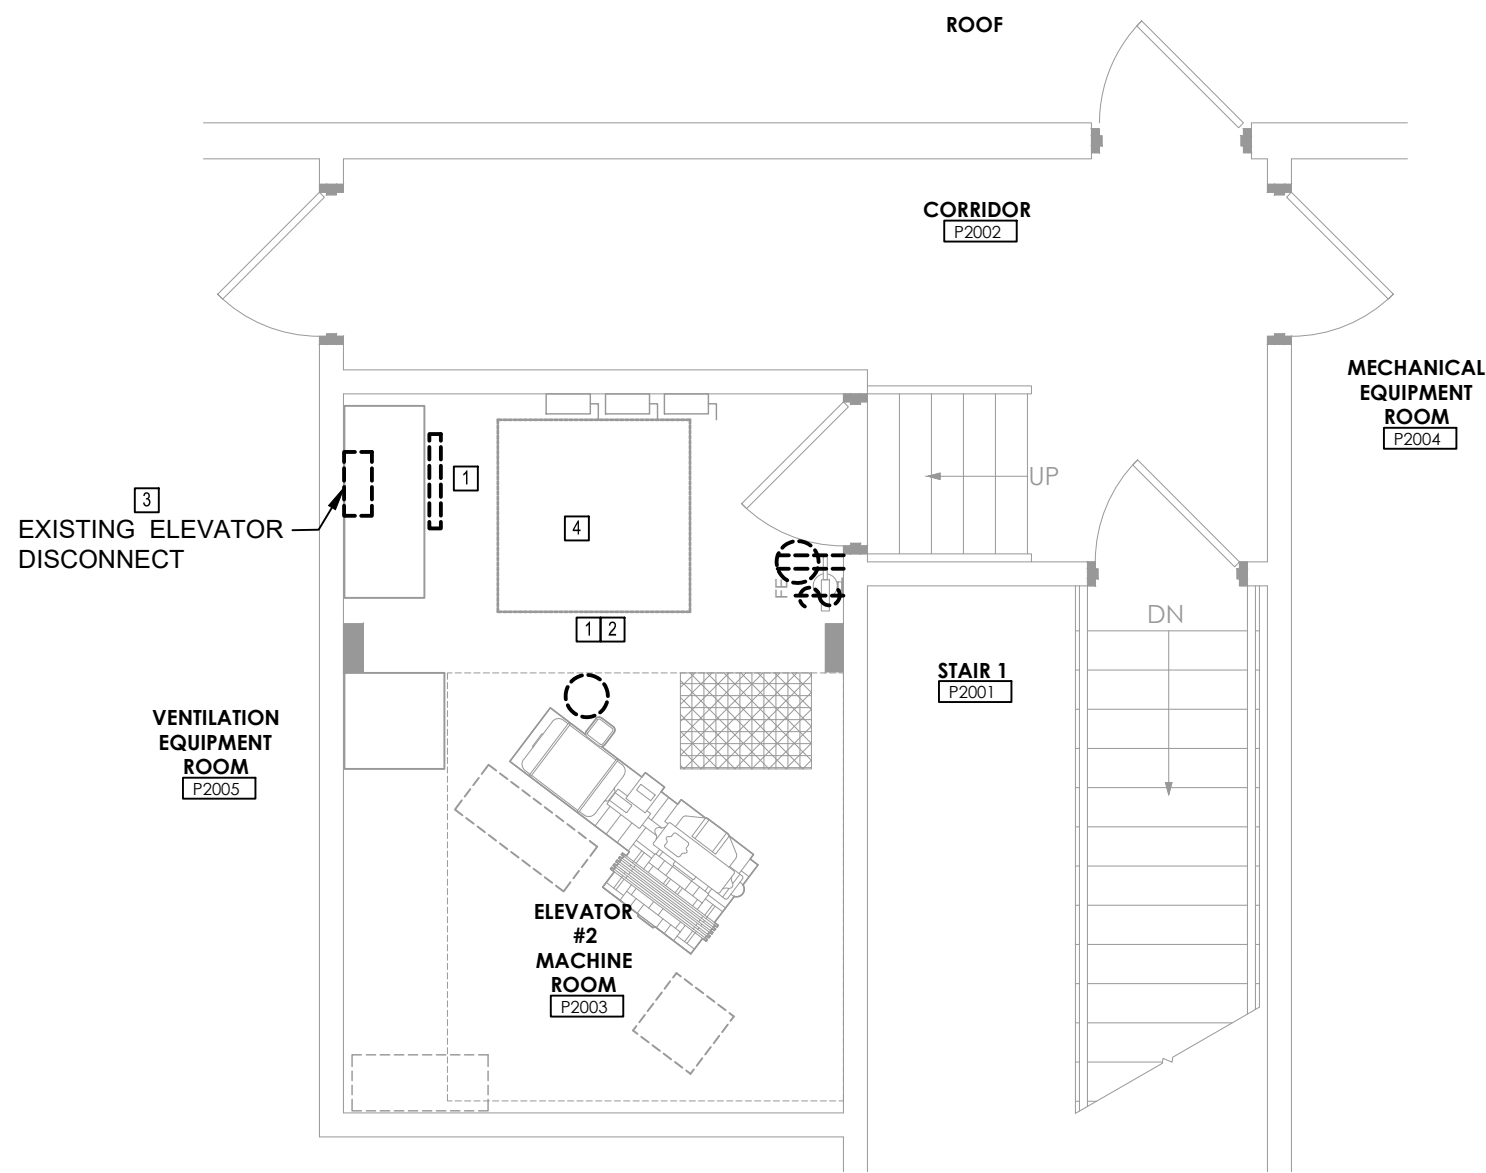 ROOF
CORRIDOR
P2002
MECHANICAL
EQUIPMENT
ROOM
P2004
UP
1
3
EXISTING ELEVATOR
DISCONNECT
4
FE
1 2
DN
STAIR 1
P2001
VENTILATION
EQUIPMENT
ROOM
P2005
ELEVATOR
#2
MACHINE
ROOM
P2003